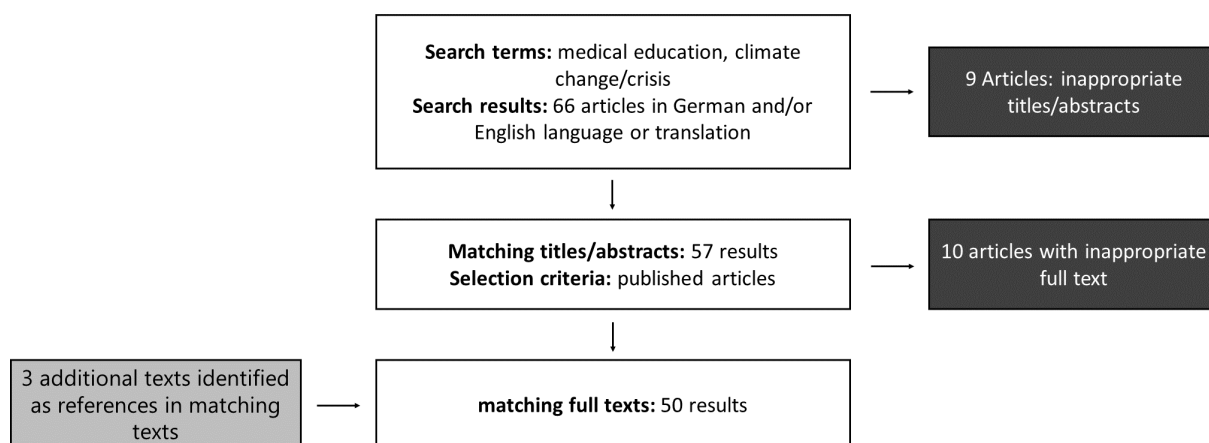 Search terms: medical education, climate
change/crisis
Search results: 66 articles in German and/or
English language or translation
9 Articles: inappropriate
titles/abstracts
Matching titles/abstracts: 57 results
Selection criteria: published articles
10 articles with inappropriate
full text
3 additional texts identified
as references in matching
texts
matching full texts: 50 results